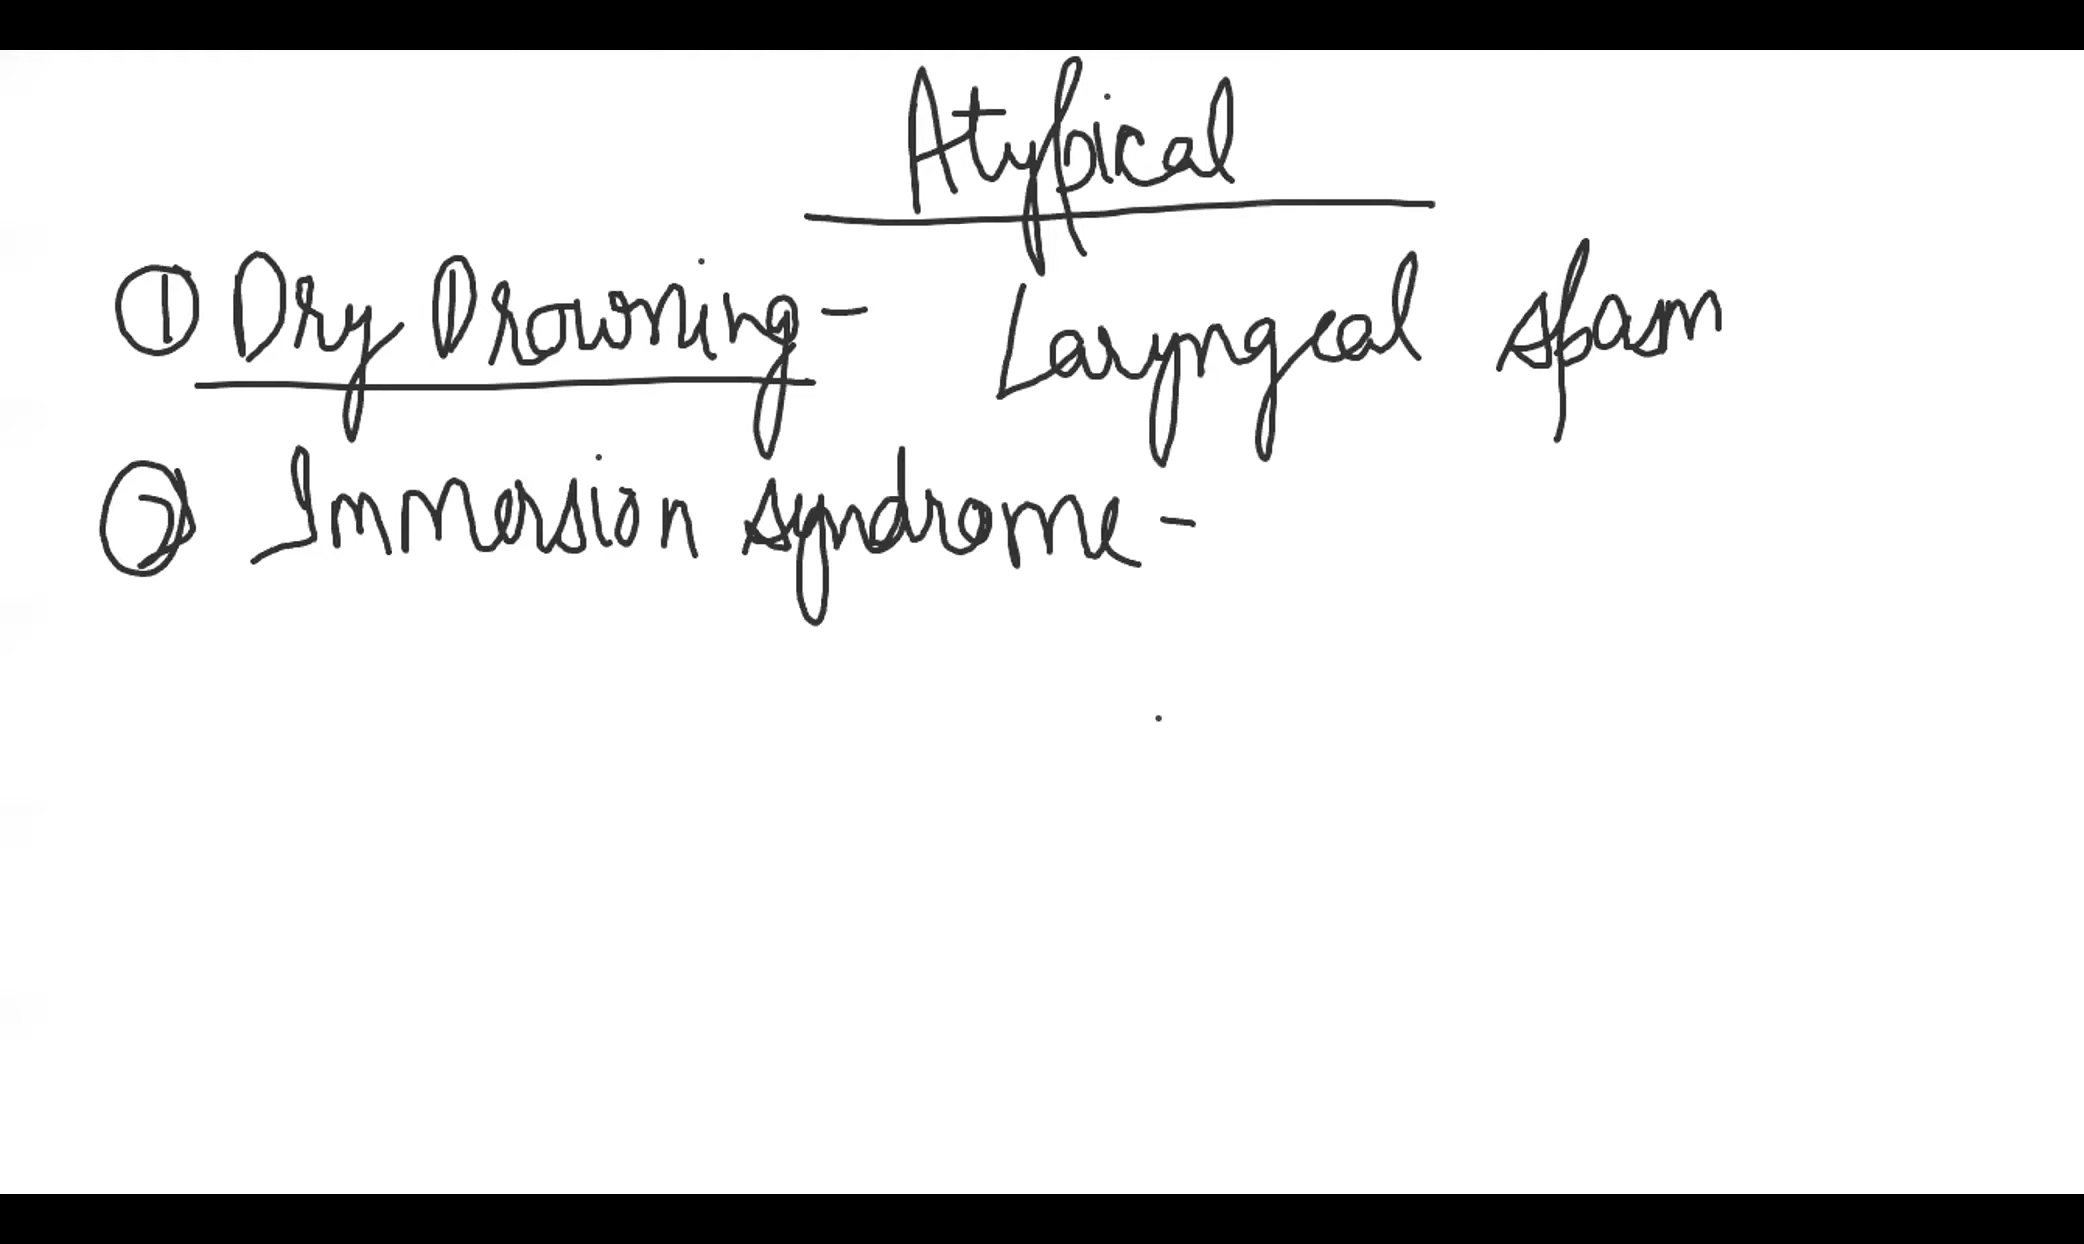 Atypical
① Dry Drowning - Laryngeal spasm
② Immersion syndrome -